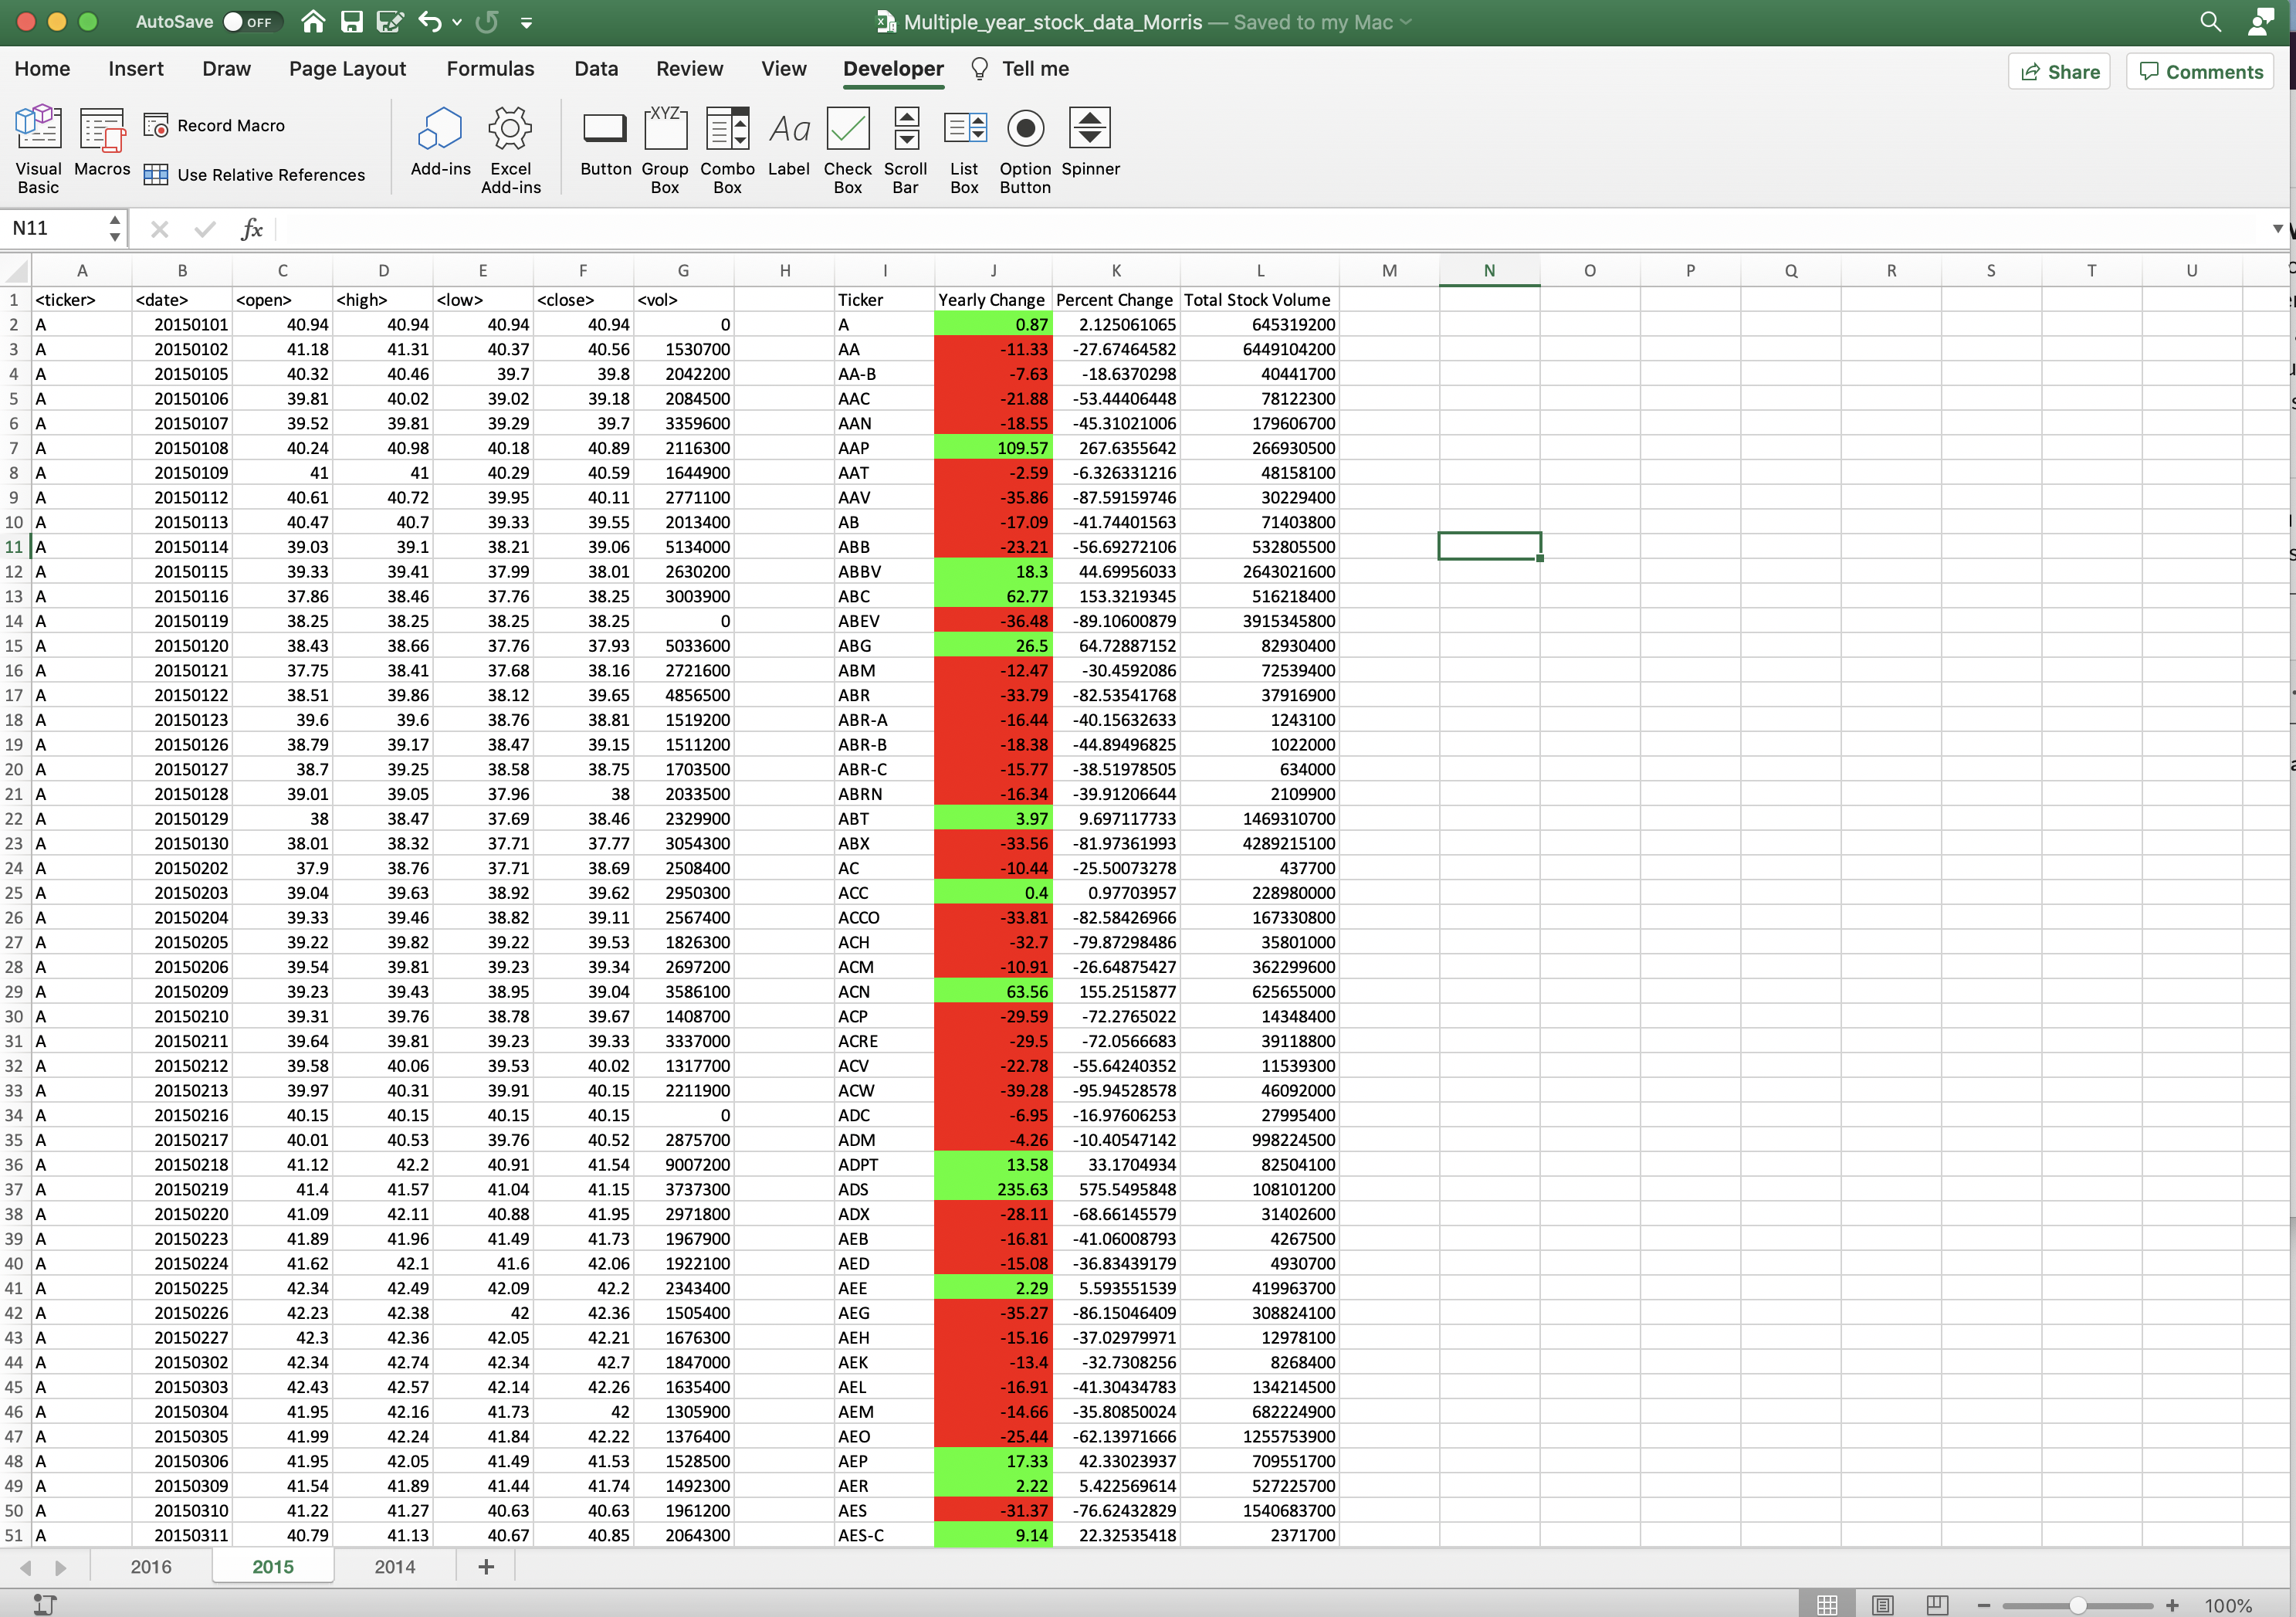 AutoSave OFF Multiple_year_stock_data_Morris — Saved to my Mac
Home Insert Draw Page Layout Formulas Data Review View Developer Tell me Share Comments
Visual Basic Macros Record Macro Use Relative References Add-ins Excel Add-ins Button Group Box Combo Box Label Check Box Scroll Bar List Box Option Button Spinner
XYZ Aa
N11 fx
A B C D E F G H I J K L M N O P Q R S T U
1 <ticker> <date> <open> <high> <low> <close> <vol> Ticker Yearly Change Percent Change Total Stock Volume
2 A 20150101 40.94 40.94 40.94 40.94 0 A 0.87 2.125061065 645319200
3 A 20150102 41.18 41.31 40.37 40.56 1530700 AA -11.33 -27.67464582 6449104200
4 A 20150105 40.32 40.46 39.7 39.8 2042200 AA-B -7.63 -18.6370298 40441700
5 A 20150106 39.81 40.02 39.02 39.18 2084500 AAC -21.88 -53.44406448 78122300
6 A 20150107 39.52 39.81 39.29 39.7 3359600 AAN -18.55 -45.31021006 179606700
7 A 20150108 40.24 40.98 40.18 40.89 2116300 AAP 109.57 267.6355642 266930500
8 A 20150109 41 41 40.29 40.59 1644900 AAT -2.59 -6.326331216 48158100
9 A 20150112 40.61 40.72 39.95 40.11 2771100 AAV -35.86 -87.59159746 30229400
10 A 20150113 40.47 40.7 39.33 39.55 2013400 AB -17.09 -41.74401563 71403800
11 A 20150114 39.03 39.1 38.21 39.06 5134000 ABB -23.21 -56.69272106 532805500
12 A 20150115 39.33 39.41 37.99 38.01 2630200 ABBV 18.3 44.69956033 2643021600
13 A 20150116 37.86 38.46 37.76 38.25 3003900 ABC 62.77 153.3219345 516218400
14 A 20150119 38.25 38.25 38.25 38.25 0 ABEV -36.48 -89.10600879 3915345800
15 A 20150120 38.43 38.66 37.76 37.93 5033600 ABG 26.5 64.72887152 82930400
16 A 20150121 37.75 38.41 37.68 38.16 2721600 ABM -12.47 -30.4592086 72539400
17 A 20150122 38.51 39.86 38.12 39.65 4856500 ABR -33.79 -82.53541768 37916900
18 A 20150123 39.6 39.6 38.76 38.81 1519200 ABR-A -16.44 -40.15632633 1243100
19 A 20150126 38.79 39.17 38.47 39.15 1511200 ABR-B -18.38 -44.89496825 1022000
20 A 20150127 38.7 39.25 38.58 38.75 1703500 ABR-C -15.77 -38.51978505 634000
21 A 20150128 39.01 39.05 37.96 38 2033500 ABRN -16.34 -39.91206644 2109900
22 A 20150129 38 38.47 37.69 38.46 2329900 ABT 3.97 9.697117733 1469310700
23 A 20150130 38.01 38.32 37.71 37.77 3054300 ABX -33.56 -81.97361993 4289215100
24 A 20150202 37.9 38.76 37.71 38.69 2508400 AC -10.44 -25.50073278 437700
25 A 20150203 39.04 39.63 38.92 39.62 2950300 ACC 0.4 0.97703957 228980000
26 A 20150204 39.33 39.46 38.82 39.11 2567400 ACCO -33.81 -82.58426966 167330800
27 A 20150205 39.22 39.82 39.22 39.53 1826300 ACH -32.7 -79.87298486 35801000
28 A 20150206 39.54 39.81 39.23 39.34 2697200 ACM -10.91 -26.64875427 362299600
29 A 20150209 39.23 39.43 38.95 39.04 3586100 ACN 63.56 155.2515877 625655000
30 A 20150210 39.31 39.76 38.78 39.67 1408700 ACP -29.59 -72.2765022 14348400
31 A 20150211 39.64 39.81 39.23 39.33 3337000 ACRE -29.5 -72.0566683 39118800
32 A 20150212 39.58 40.06 39.53 40.02 1317700 ACV -22.78 -55.64240352 11539300
33 A 20150213 39.97 40.31 39.91 40.15 2211900 ACW -39.28 -95.94528578 46092000
34 A 20150216 40.15 40.15 40.15 40.15 0 ADC -6.95 -16.97606253 27995400
35 A 20150217 40.01 40.53 39.76 40.52 2875700 ADM -4.26 -10.40547142 998224500
36 A 20150218 41.12 42.2 40.91 41.54 9007200 ADPT 13.58 33.1704934 82504100
37 A 20150219 41.4 41.57 41.04 41.15 3737300 ADS 235.63 575.5495848 108101200
38 A 20150220 41.09 42.11 40.88 41.95 2971800 ADX -28.11 -68.66145579 31402600
39 A 20150223 41.89 41.96 41.49 41.73 1967900 AEB -16.81 -41.06008793 4267500
40 A 20150224 41.62 42.1 41.6 42.06 1922100 AED -15.08 -36.83439179 4930700
41 A 20150225 42.34 42.49 42.09 42.2 2343400 AEE 2.29 5.593551539 419963700
42 A 20150226 42.23 42.38 42 42.36 1505400 AEG -35.27 -86.15046409 308824100
43 A 20150227 42.3 42.36 42.05 42.21 1676300 AEH -15.16 -37.02979971 12978100
44 A 20150302 42.34 42.74 42.34 42.7 1847000 AEK -13.4 -32.7308256 8268400
45 A 20150303 42.43 42.57 42.14 42.26 1635400 AEL -16.91 -41.30434783 134214500
46 A 20150304 41.95 42.16 41.73 42 1305900 AEM -14.66 -35.80850024 682224900
47 A 20150305 41.99 42.24 41.84 42.22 1376400 AEO -25.44 -62.13971666 1255753900
48 A 20150306 41.95 42.05 41.49 41.53 1528500 AEP 17.33 42.33023937 709551700
49 A 20150309 41.54 41.89 41.44 41.74 1492300 AER 2.22 5.422569614 527225700
50 A 20150310 41.22 41.27 40.63 40.63 1961200 AES -31.37 -76.62432829 1540683700
51 A 20150311 40.79 41.13 40.67 40.85 2064300 AES-C 9.14 22.32535418 2371700
2016 2015 2014 +
100%